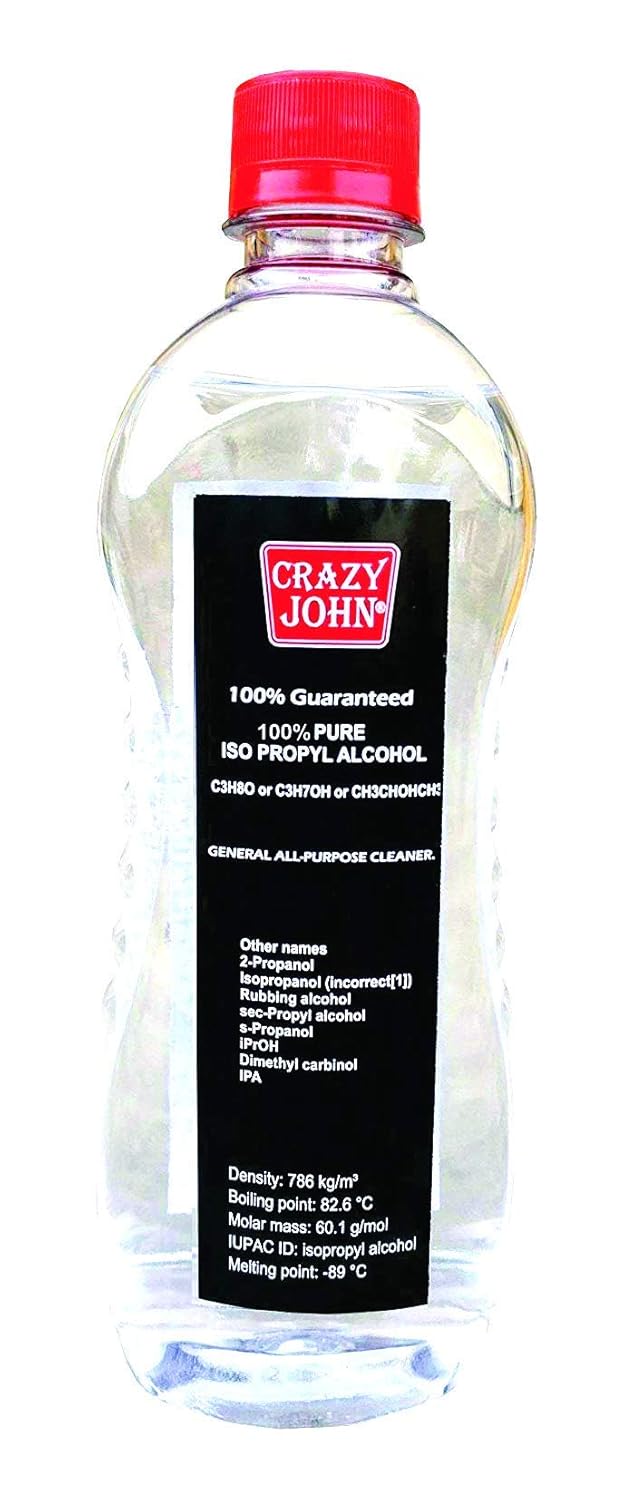 CRAZY
JOHN®
100% Guaranteed
100% PURE
ISO PROPYL ALCOHOL
C3H8O or C3H7OH or CH3CHOHCH3
GENERAL ALL-PURPOSE CLEANER.
Other names
2-Propanol
Isopropanol (incorrect[1])
Rubbing alcohol
sec-Propyl alcohol
s-Propanol
iPrOH
Dimethyl carbinol
IPA
Density: 786 kg/m³
Boiling point: 82.6 °C
Molar mass: 60.1 g/mol
IUPAC ID: isopropyl alcohol
Melting point: -89 °C